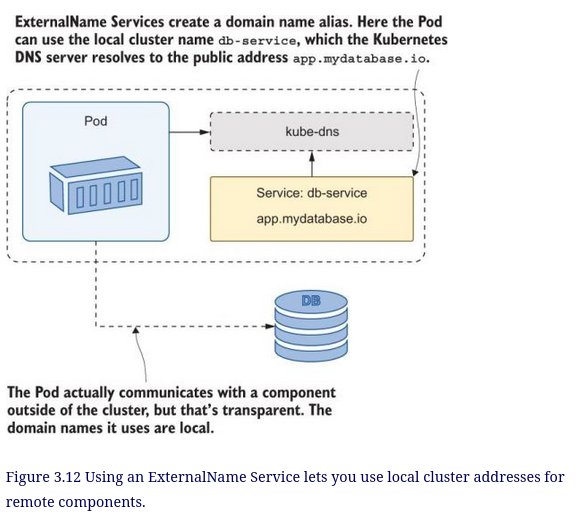 ExternalName Services create a domain name alias. Here the Pod
can use the local cluster name db-service, which the Kubernetes
DNS server resolves to the public address app.mydatabase.io.
Pod
kube-dns
Service: db-service
app.mydatabase.io
DB
The Pod actually communicates with a component
outside of the cluster, but that's transparent. The
domain names it uses are local.
Figure 3.12 Using an ExternalName Service lets you use local cluster addresses for
remote components.